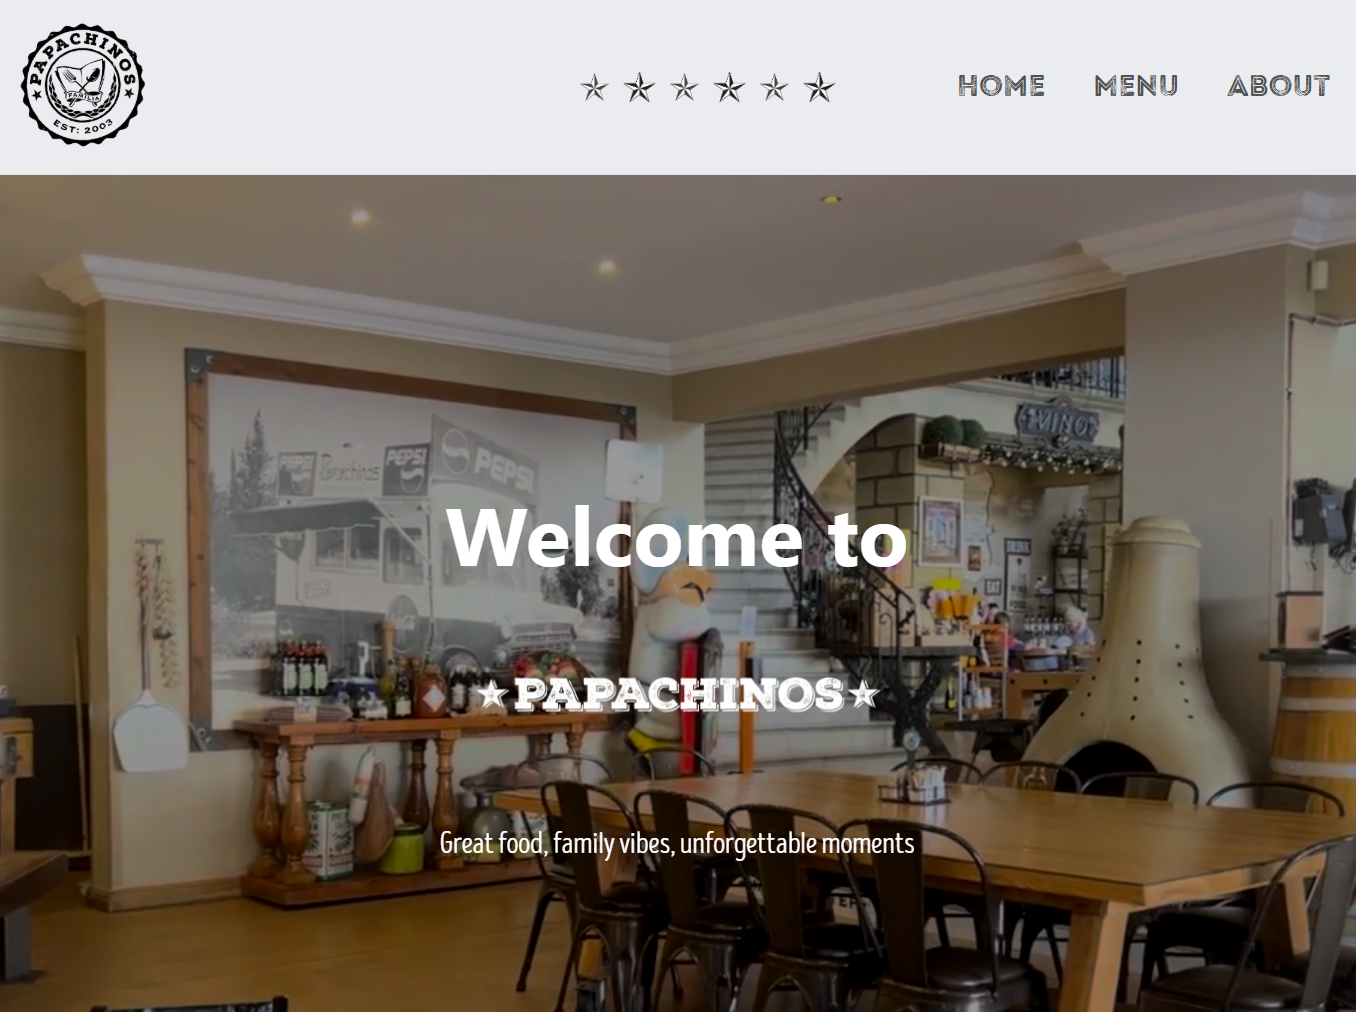 PAPACHINOS
FAMILIA
EST: 2003
HOME MENU ABOUT
PEPSI Papachinos PEPSI
PEPSI
VINO
Welcome to
EAT
PAPACHINOS
Great food, family vibes, unforgettable moments